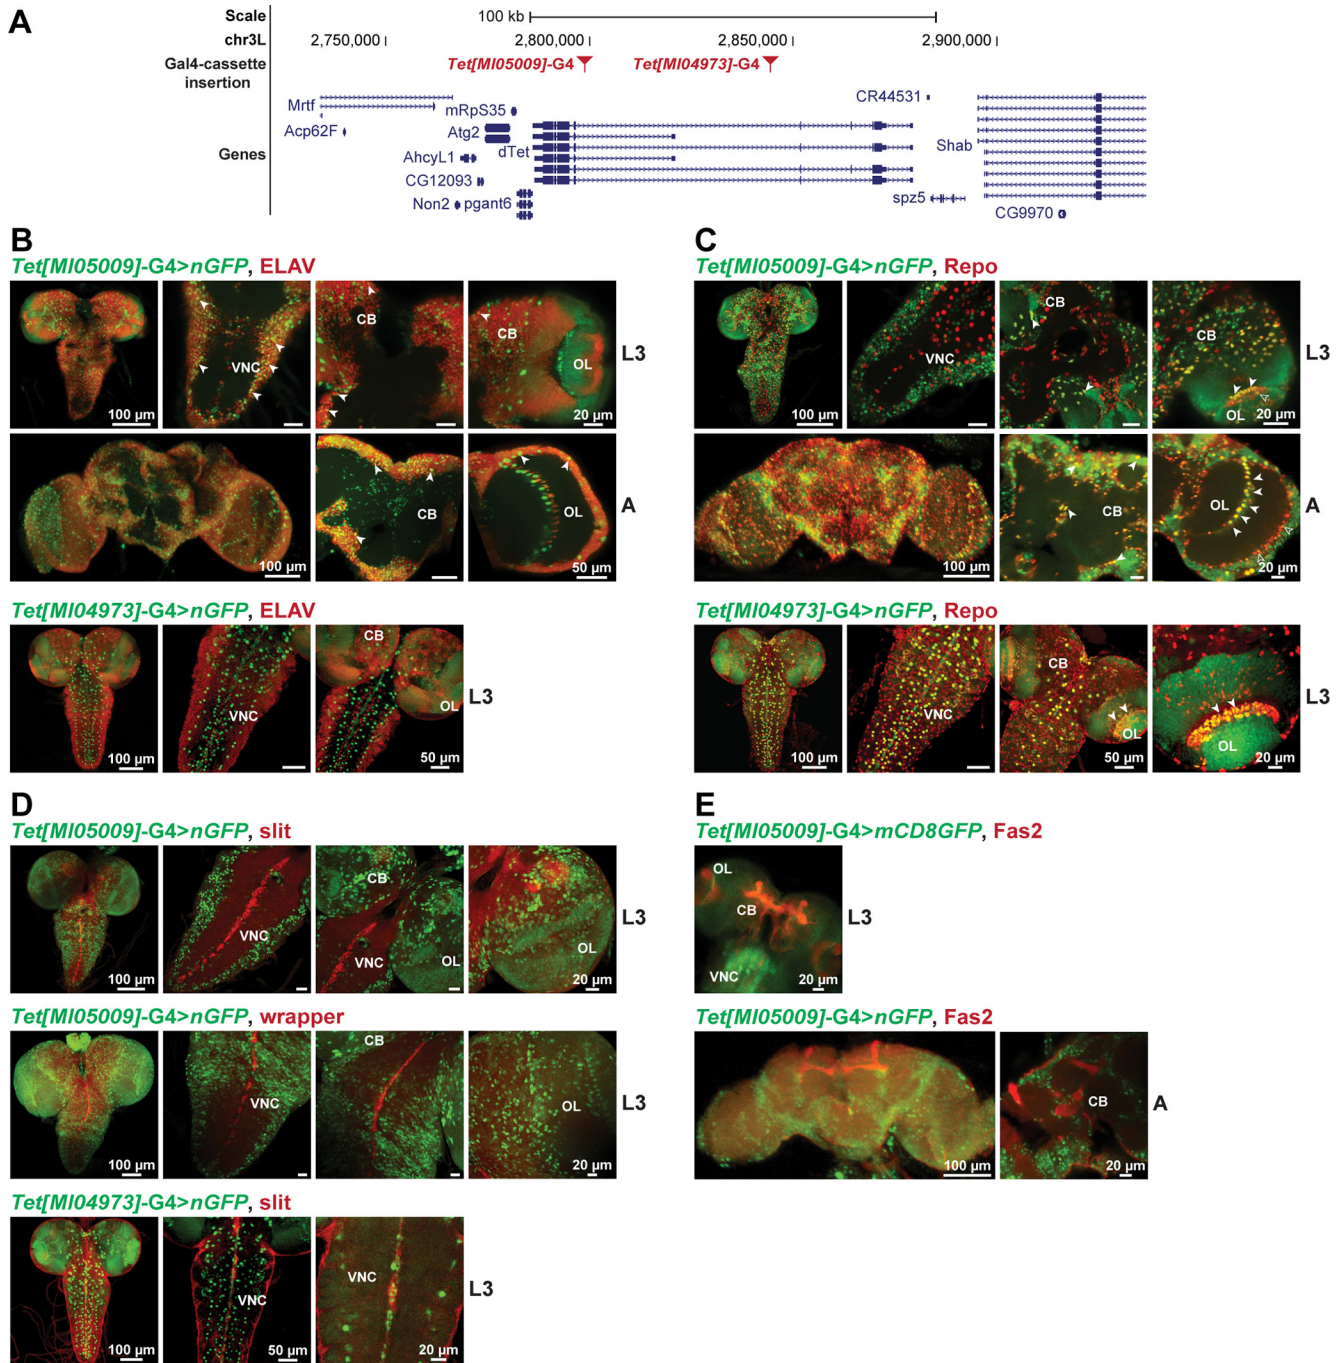 A
Scale
100 kb
chr3L
2,750,000
2,800,000
2,850,000
2,900,000
Gal4-cassette
insertion
Tet[MI05009]-G4
Tet[MI04973]-G4
Genes
Mrtf
Acp62F
mRpS35
Atg2
dTet
AhcyL1
CG12093
Non2
pgant6
CR44531
Shab
spz5
CG9970
B
Tet[MI05009]-G4>nGFP, ELAV
100 µm
VNC
CB
CB
OL
20 µm
L3
100 µm
CB
OL
50 µm
A
Tet[MI04973]-G4>nGFP, ELAV
100 µm
VNC
CB
OL
50 µm
L3
C
Tet[MI05009]-G4>nGFP, Repo
100 µm
VNC
CB
CB
OL
20 µm
L3
100 µm
CB
OL
20 µm
A
Tet[MI04973]-G4>nGFP, Repo
100 µm
VNC
CB
OL
50 µm
OL
20 µm
L3
D
Tet[MI05009]-G4>nGFP, slit
100 µm
VNC
CB
VNC
OL
OL
20 µm
L3
Tet[MI05009]-G4>nGFP, wrapper
100 µm
VNC
CB
OL
20 µm
L3
Tet[MI04973]-G4>nGFP, slit
100 µm
VNC
50 µm
VNC
20 µm
L3
E
Tet[MI05009]-G4>mCD8GFP, Fas2
OL
CB
VNC
20 µm
L3
Tet[MI05009]-G4>nGFP, Fas2
100 µm
CB
20 µm
A